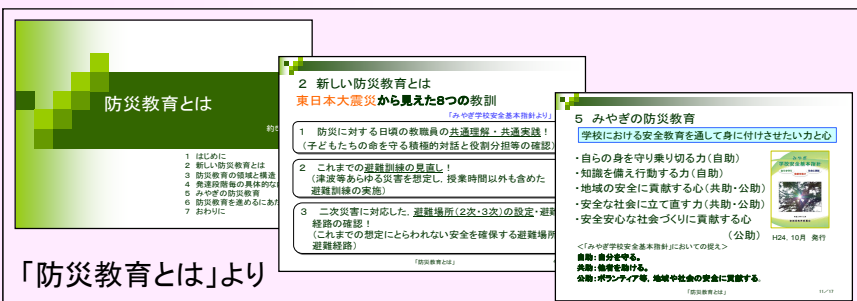 防災教育とは
1 はじめに
2 新しい防災教育とは
3 防災教育の領域と構造
4 発達段階毎の具体的な
5 みやぎの防災教育
6 防災教育を進めるにあた
7 おわりに
「防災教育とは」より
2 新しい防災教育とは
東日本大震災から見えた8つの教訓
「みやぎ学校安全基本指針より」
1 防災に対する日頃の教職員の共通理解・共通実践！
(子どもたちの命を守る積極的対話と役割分担等の確認)
2 これまでの避難訓練の見直し！
(津波等あらゆる災害を想定し、授業時間以外も含めた
避難訓練の実施)
3 二次災害に対応した、避難場所(2次・3次)の設定・避難
経路の確認！
(これまでの想定にとらわれない安全を確保する避難場所
避難経路)
「防災教育とは」
5 みやぎの防災教育
学校における安全教育を通して身に付けさせたい力と心
・自らの身を守り乗り切る力(自助)
・知識を備え行動する力(自助)
・地域の安全に貢献する心(共助・公助)
・安全な社会に立て直す力(共助・公助)
・安全安心な社会づくりに貢献する心
(公助)
みやぎ
学校安全基本指針
H24．10月 発行
＜「みやぎ学校安全基本指針」においての捉え＞
自助：自分を守る。
共助：他者を助ける。
公助：ボランティア等、地域や社会の安全に貢献する。
「防災教育とは」
11/17